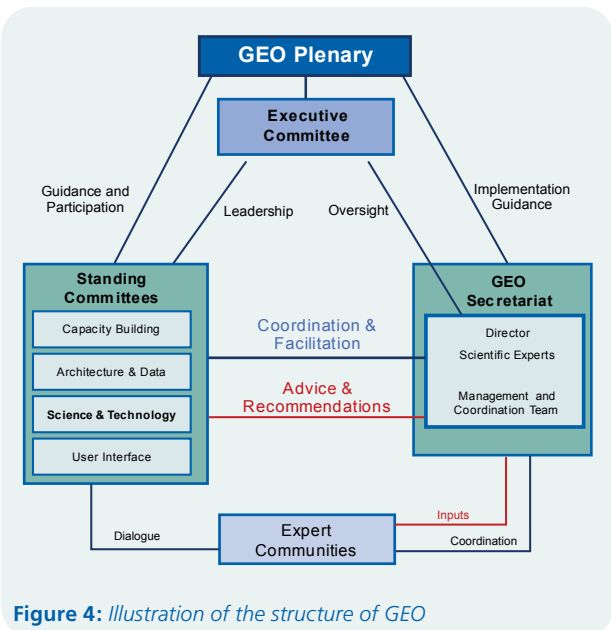 GEO Plenary
Executive
Committee
Guidance and
Participation
Leadership
Oversight
Implementation
Guidance
Standing
Committees
Capacity Building
Architecture & Data
Science & Technology
User Interface
Coordination &
Facilitation
Advice &
Recommendations
GEO
Secretariat
Director
Scientific Experts
Management and
Coordination Team
Dialogue
Expert
Communities
Inputs
Coordination
Figure 4: Illustration of the structure of GEO